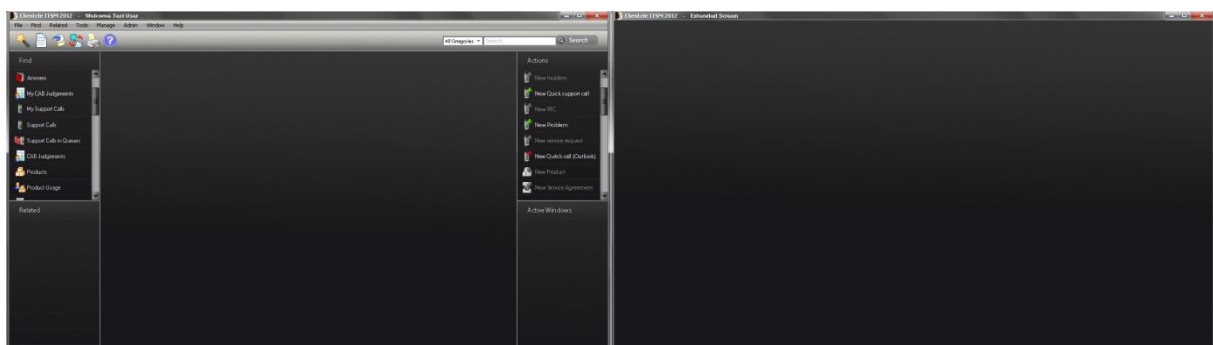 Clientele ITSM 2012 - Welcome Test User
File Find Related Tools Manage Admin Window Help
All Categories Search... Search
Find
Answers
My CAB Judgements
My Support Calls
Support Calls
Support Calls in Queues
CAB Judgements
Products
Product Usage
Related
Actions
New Incident
New Quick support call
New RFC
New Problem
New service request
New Quick call (Outlook)
New Product
New Service Agreement
Active Windows
Clientele ITSM 2012 - Extended Screen